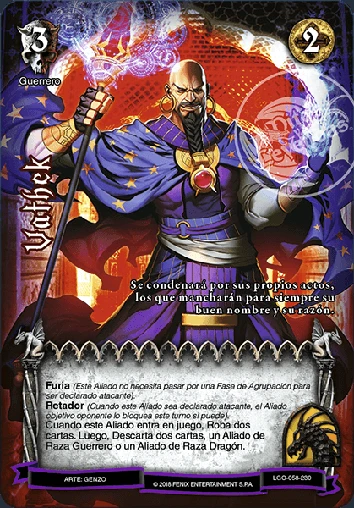 3
2
Guerrero
Vathek
Se condenará por sus propios actos,
los que mancharán para siempre su
buen nombre y su razón.
Furia (Este Aliado no necesita pasar por una Fase de Agrupación para
ser declarado atacante).
Retador (Cuando este Aliado sea declarado atacante, el Aliado
objetivo oponente lo bloquea este turno si puede).
Cuando este Aliado entra en juego, Roba dos
cartas. Luego, Descarta dos cartas, un Aliado de
Raza Guerrero o un Aliado de Raza Dragón.
ARTE: GENZO
© 2018 FENIX ENTERTAINMENT S.P.A